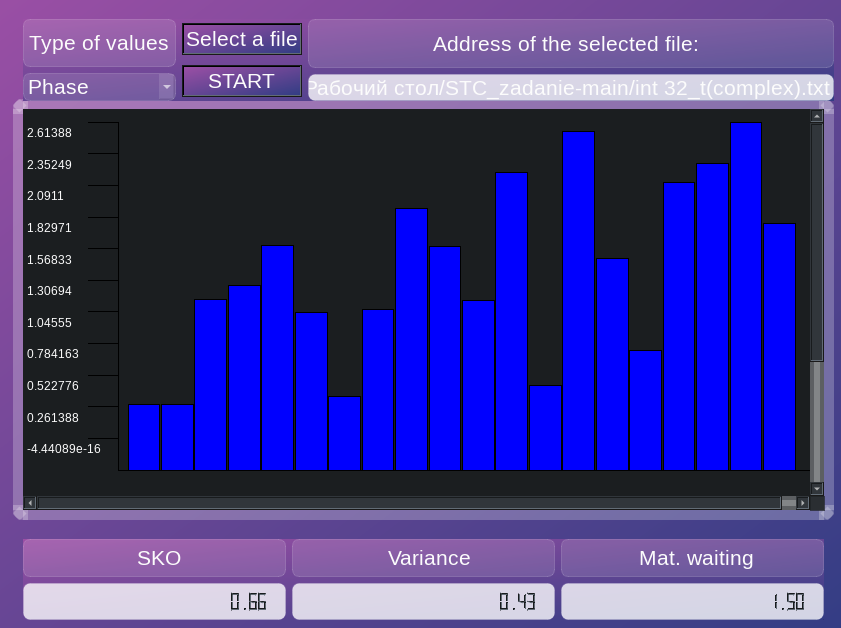 Type of values
Select a file
Address of the selected file:
Phase
START
Рабочий стол/STC_zadanie-main/int 32_t(complex).txt
2.61388
2.35249
2.0911
1.82971
1.56833
1.30694
1.04555
0.784163
0.522776
0.261388
-4.44089e-16
SKO
Variance
Mat. waiting
0.66
0.43
1.50